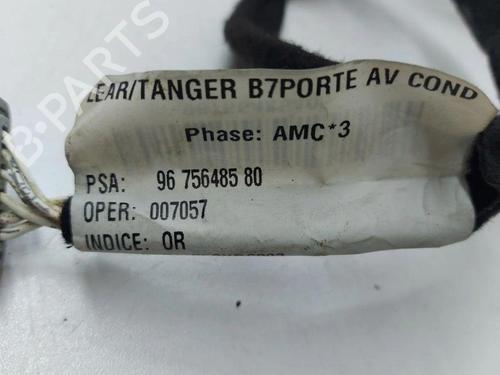 B-PARTS
LEAR/TANGER B7PORTE AV COND
Phase: AMC*3
PSA: 96 756485 80
OPER: 007057
INDICE: OR